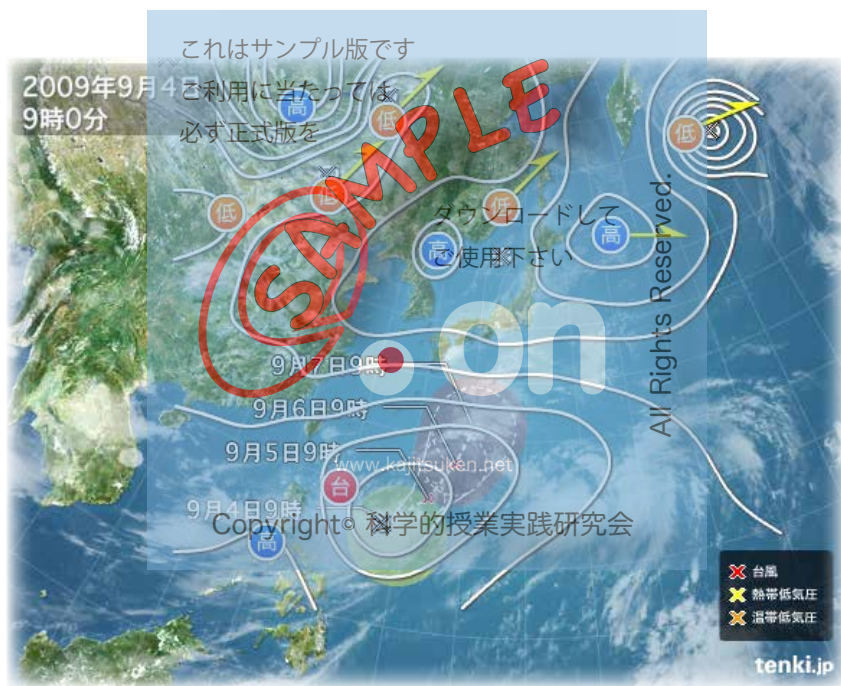 これはサンプル版です
2009年9月4日
ご利用に当たっては
9時0分
必ず正式版を
高
低
低
低
低
低
SAMPLE
ダウンロードして
高
高
ご使用下さい
All Rights Reserved.
.on
9月7日9時
9月6日9時
9月5日9時
www.kajitsuken.net
台
9月4日9時
Copyright© 科学的授業実践研究会
高
台風
熱帯低気圧
温帯低気圧
tenki.jp